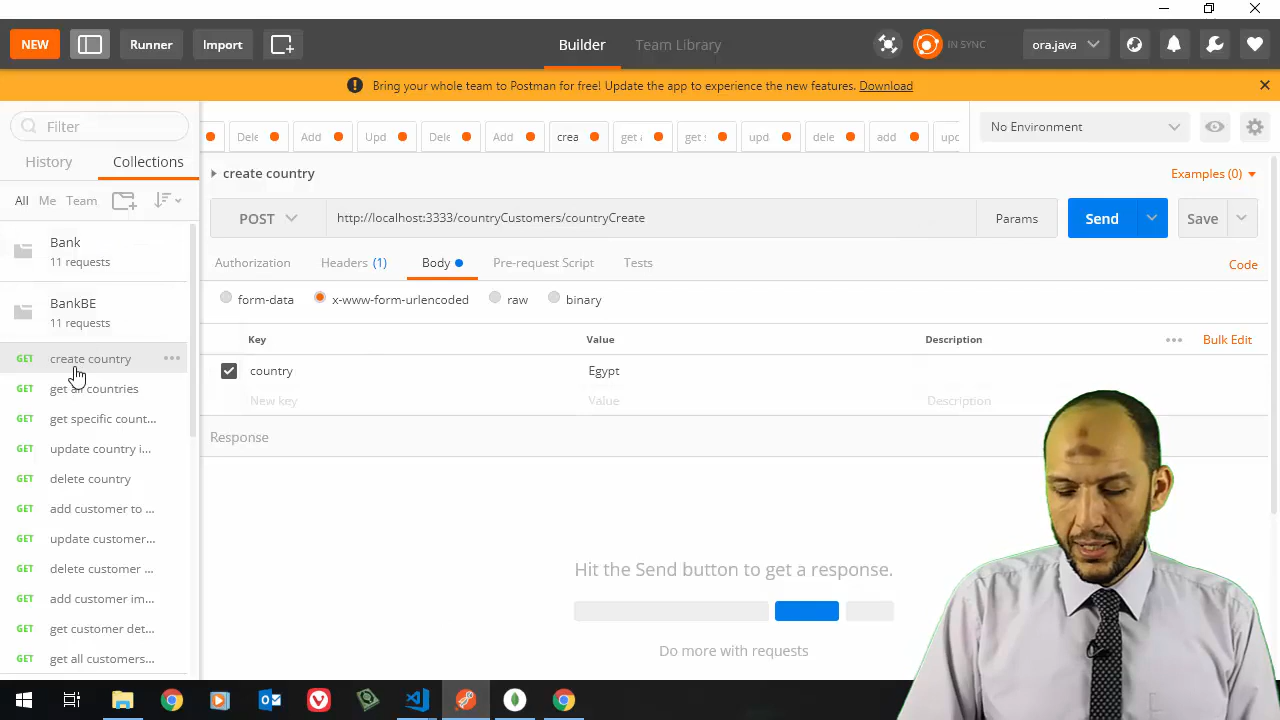 NEW
Runner
Import
Builder
Team Library
IN SYNC
ora.java
Bring your whole team to Postman for free! Update the app to experience the new features. Download
Filter
History
Collections
All
Me
Team
Bank
11 requests
BankBE
11 requests
GET create country
GET get all countries
GET get specific count...
GET update country i...
GET delete country
GET add customer to ...
GET update customer...
GET delete customer ...
GET add customer im...
GET get customer det...
GET get all customers...
Dele
Add
Upd
Dele
Add
crea
get a
get s
upd
dele
add
upc
No Environment
create country
Examples (0)
POST
http://localhost:3333/countryCustomers/countryCreate
Params
Send
Save
Authorization
Headers (1)
Body
Pre-request Script
Tests
Code
form-data
x-www-form-urlencoded
raw
binary
Key
Value
Description
Bulk Edit
country
Egypt
New key
Value
Description
Response
Hit the Send button to get a response.
Do more with requests